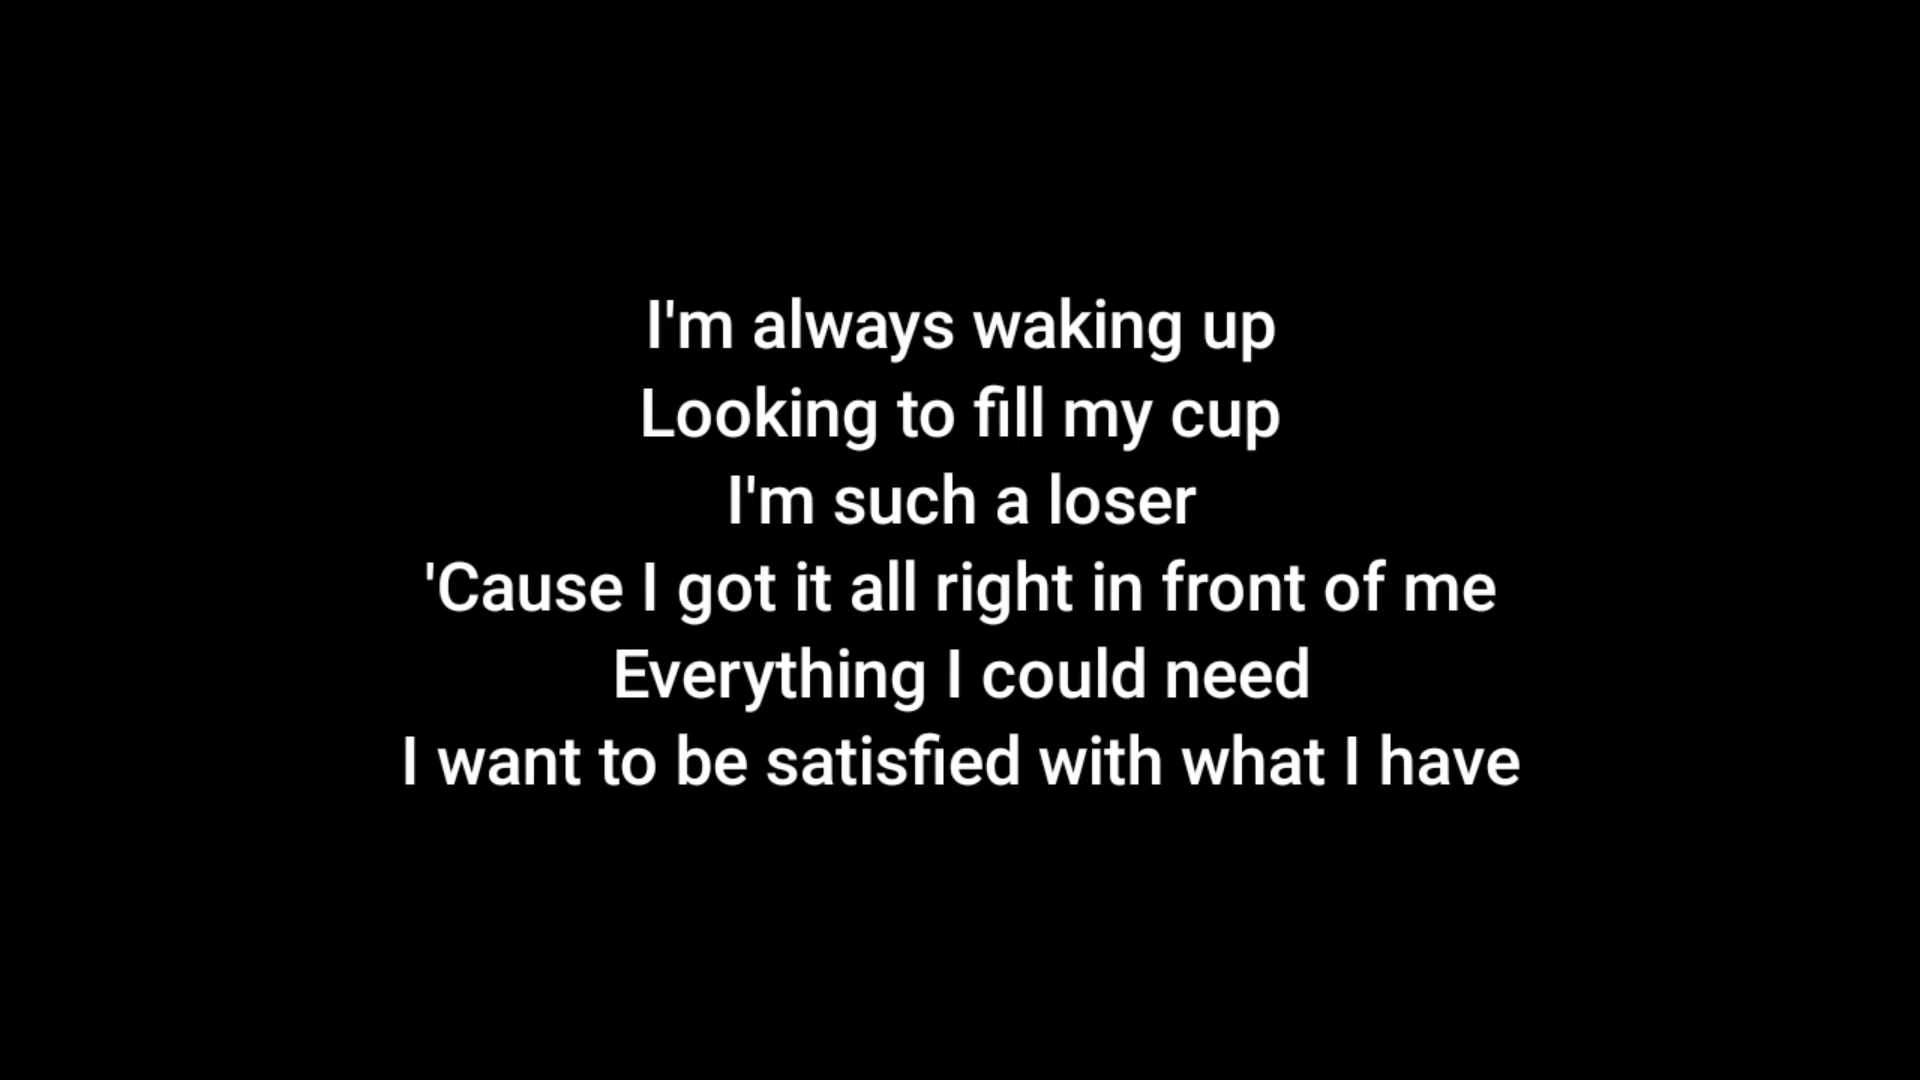 I'm always waking up
Looking to fill my cup
I'm such a loser
'Cause I got it all right in front of me
Everything I could need
I want to be satisfied with what I have